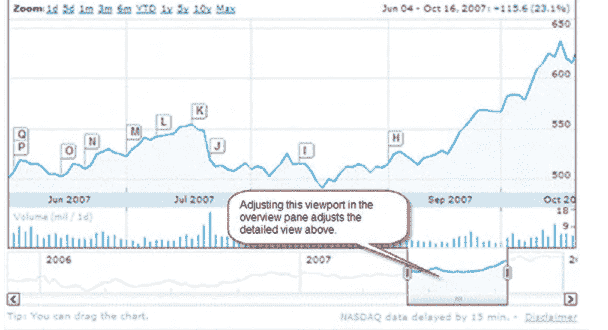 Zoom: 1d 5d 1m 3m 6m YTD 1y 5y 10y Max
Jun 04 - Oct 16, 2007: +115.6 (23.1%)
650
600
550
500
K
L
M
N
O
Q
P
J
I
H
Jun 2007
Jul 2007
Sep 2007
Oct 20
Volume (mil / 1d)
18
9
Adjusting this viewport in the
overview pane adjusts the
detailed view above.
2006
2007
Tip: You can drag the chart.
NASDAQ data delayed by 15 min. - Disclaimer